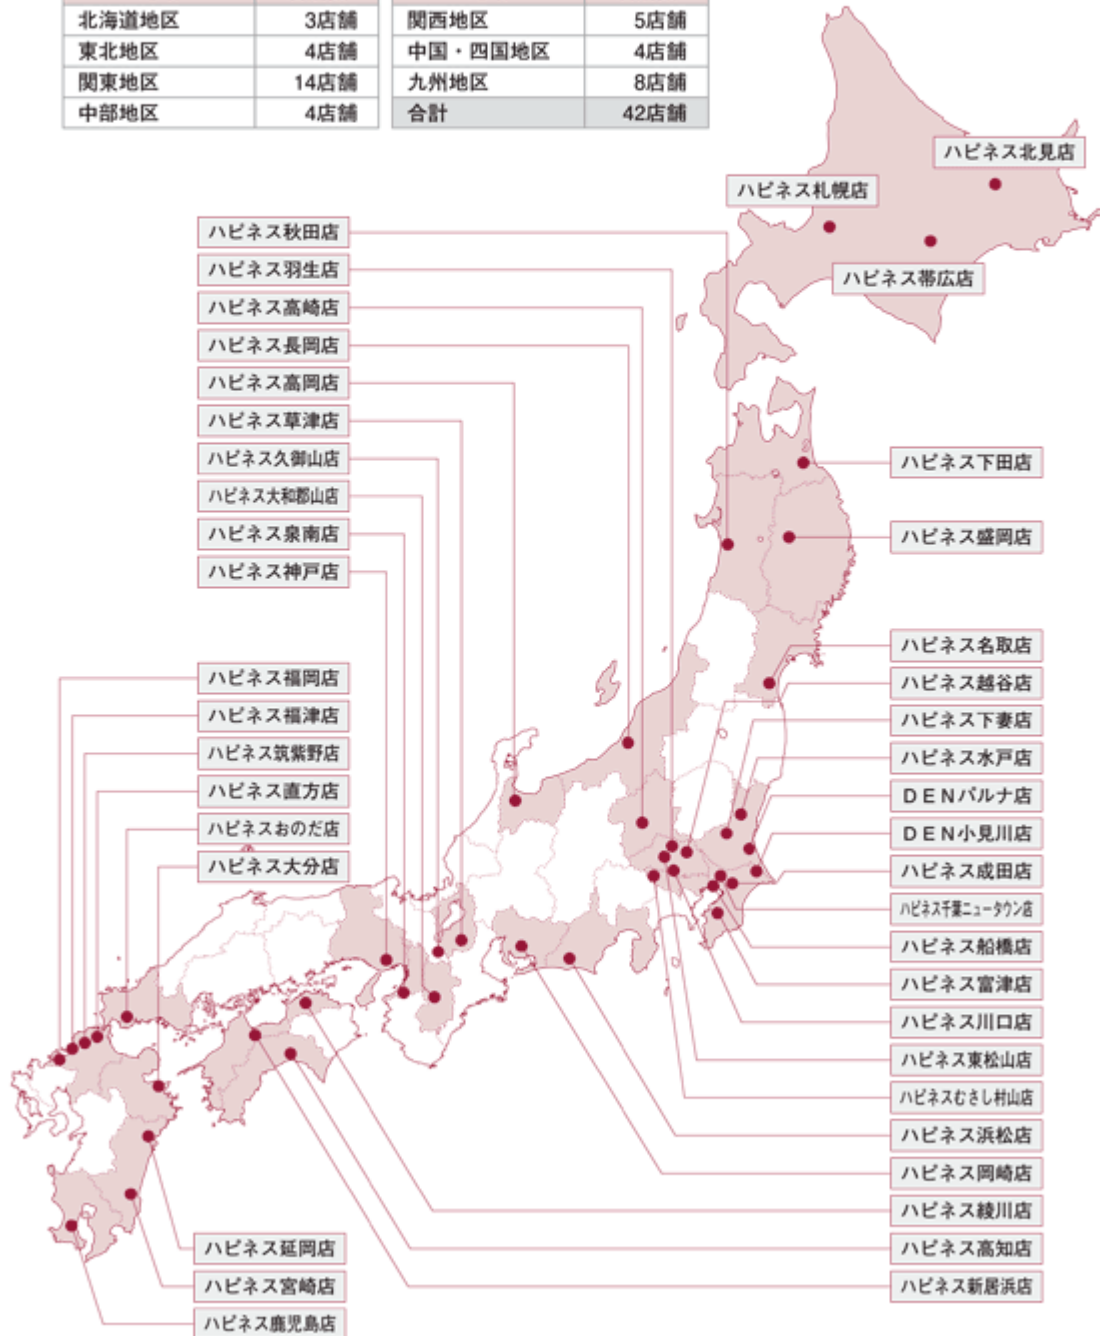 北海道地区 3店舗
東北地区 4店舗
関東地区 14店舗
中部地区 4店舗
関西地区 5店舗
中国・四国地区 4店舗
九州地区 8店舗
合計 42店舗
ハピネス北見店
ハピネス札幌店
ハピネス帯広店
ハピネス秋田店
ハピネス羽生店
ハピネス高崎店
ハピネス長岡店
ハピネス高岡店
ハピネス草津店
ハピネス久御山店
ハピネス大和郡山店
ハピネス泉南店
ハピネス神戸店
ハピネス下田店
ハピネス盛岡店
ハピネス名取店
ハピネス越谷店
ハピネス下妻店
ハピネス水戸店
ＤＥＮパルナ店
ＤＥＮ小見川店
ハピネス成田店
ハピネス千葉ニュータウン店
ハピネス船橋店
ハピネス富津店
ハピネス川口店
ハピネス東松山店
ハピネスむさし村山店
ハピネス浜松店
ハピネス岡崎店
ハピネス綾川店
ハピネス高知店
ハピネス新居浜店
ハピネス福岡店
ハピネス福津店
ハピネス筑紫野店
ハピネス直方店
ハピネスおのだ店
ハピネス大分店
ハピネス延岡店
ハピネス宮崎店
ハピネス鹿児島店